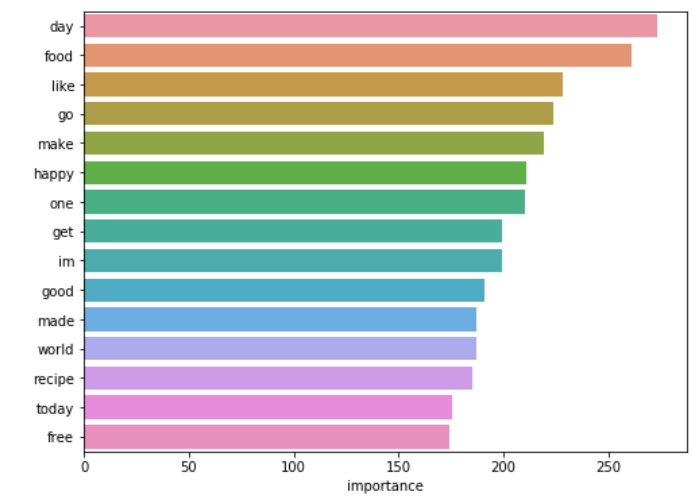 day
food
like
go
make
happy
one
get
im
good
made
world
recipe
today
free
0 50 100 150 200 250
importance